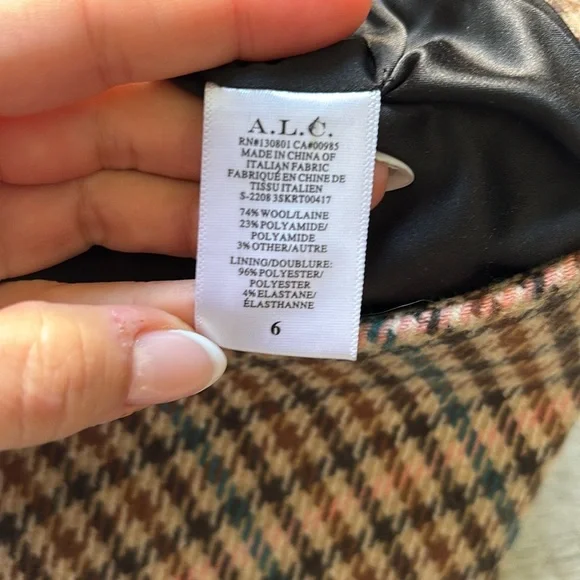 A.L.C.
RN#130801 CA#00985
MADE IN CHINA OF
ITALIAN FABRIC
FABRIQUÉ EN CHINE DE
TISSU ITALIEN
S-2208 3SKRT00417
74% WOOL/LAINE
23% POLYAMIDE/
POLYAMIDE
3% OTHER/AUTRE
LINING/DOUBLURE:
96% POLYESTER/
POLYESTER
4% ELASTANE/
ÉLASTHANNE
6